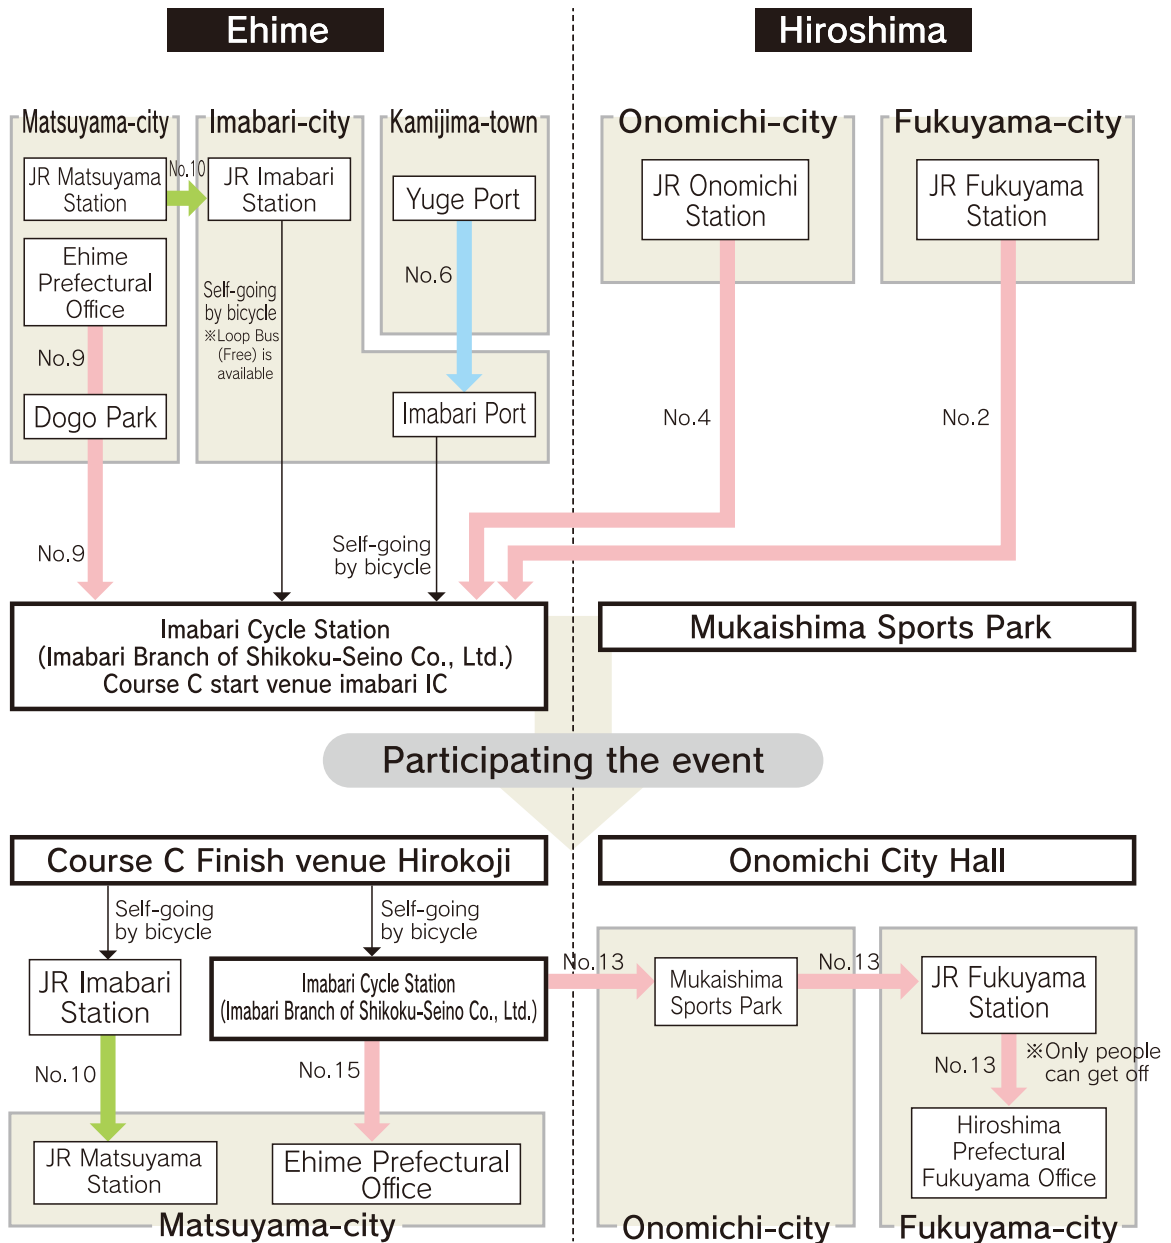 Ehime
Hiroshima
Matsuyama-city
Imabari-city
Kamijima-town
Onomichi-city
Fukuyama-city
JR Matsuyama
Station
No.10
JR Imabari
Station
Yuge Port
JR Onomichi
Station
JR Fukuyama
Station
Ehime
Prefectural
Office
No.6
Self-going
by bicycle
※Loop Bus
(Free) is
available
No.9
Dogo Park
Imabari Port
No.4
No.2
No.9
Self-going
by bicycle
Imabari Cycle Station
(Imabari Branch of Shikoku-Seino Co., Ltd.)
Course C start venue imabari IC
Mukaishima Sports Park
Participating the event
Course C Finish venue Hirokoji
Onomichi City Hall
Self-going
by bicycle
Self-going
by bicycle
JR Imabari
Station
Imabari Cycle Station
(Imabari Branch of Shikoku-Seino Co., Ltd.)
No.13
Mukaishima
Sports Park
No.13
JR Fukuyama
Station
No.10
No.15
No.13
※Only people
can get off
JR Matsuyama
Station
Ehime Prefectural
Office
Hiroshima
Prefectural
Fukuyama Office
Matsuyama-city
Onomichi-city
Fukuyama-city